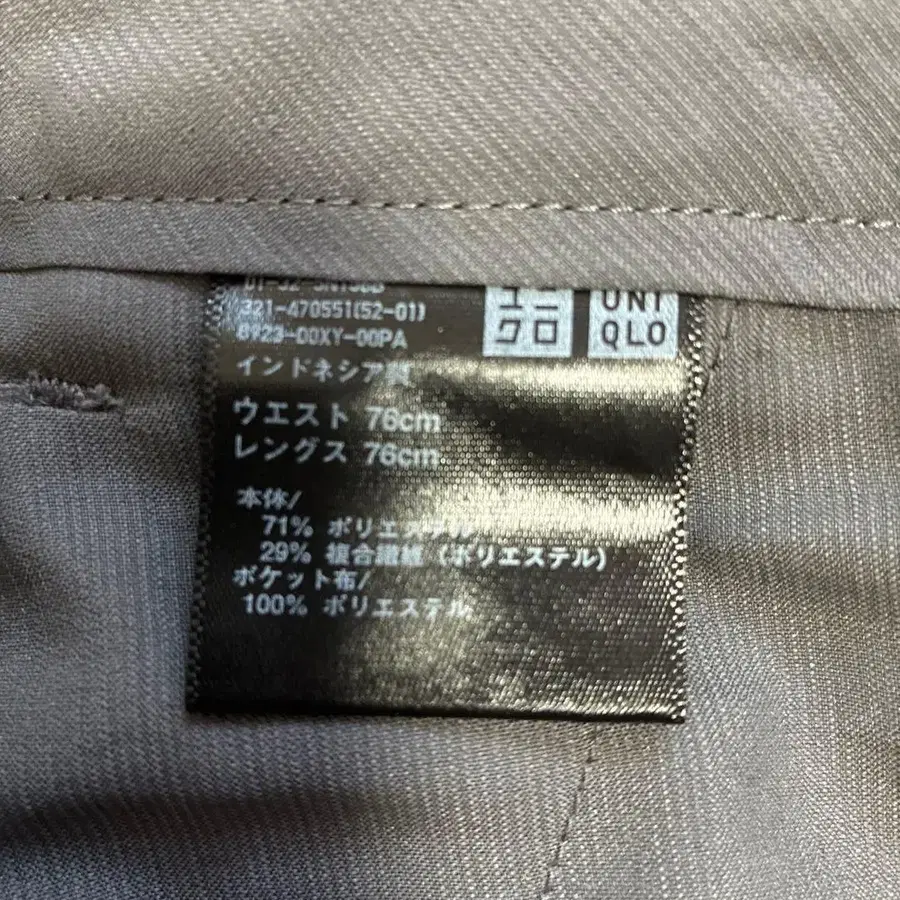 321-470551(52-01)
6923-00XY-00PA
ユニ
クロ
UNI
QLO
インドネシア製
ウエスト 76cm
レングス 76cm
本体/
71% ポリエステル
29% 複合繊維 (ポリエステル)
ポケット布/
100% ポリエステル